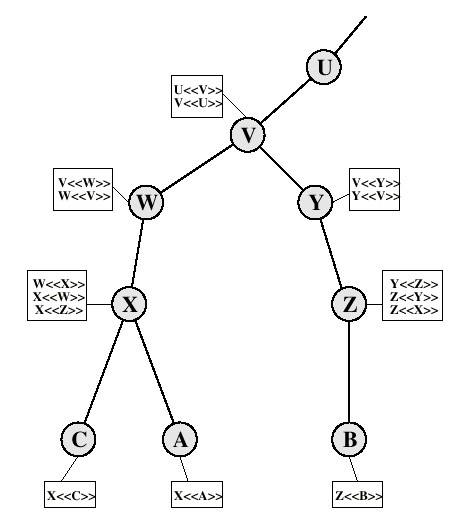 U
U<<V>>
V<<U>>
V
V<<W>>
W<<V>>
W
Y
V<<Y>>
Y<<V>>
W<<X>>
X<<W>>
X<<Z>>
X
Z
Y<<Z>>
Z<<Y>>
Z<<X>>
C
A
B
X<<C>>
X<<A>>
Z<<B>>